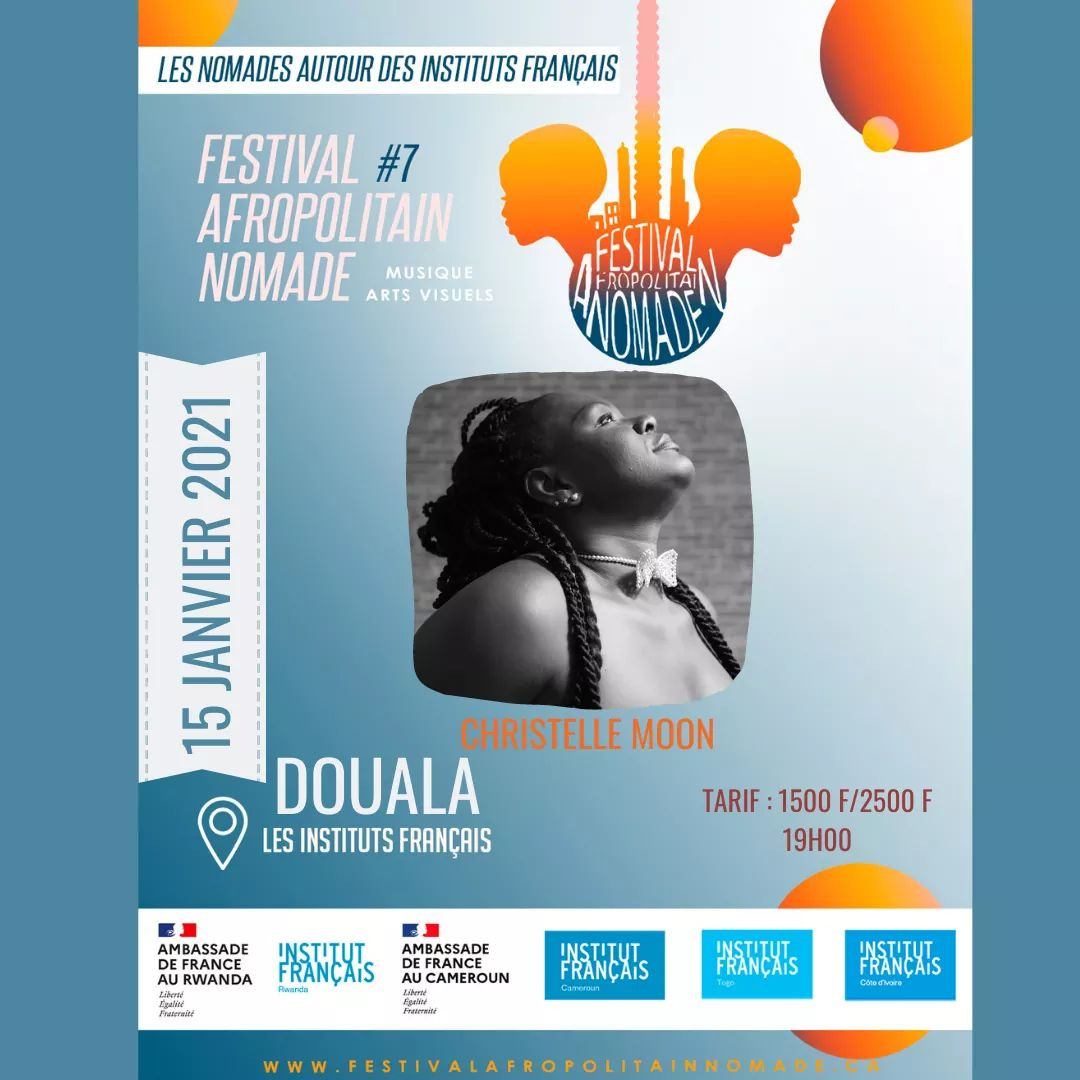 LES NOMADES AUTOUR DES INSTITUTS FRANÇAIS
FESTIVAL #7
AFROPOLITAIN
NOMADE
MUSIQUE
ARTS VISUELS
FESTIVAL
AFROPOLITAIN
NOMADE
15 JANVIER 2021
CHRISTELLE MOON
DOUALA
LES INSTITUTS FRANÇAIS
TARIF : 1500 F/2500 F
19H00
AMBASSADE
DE FRANCE
AU RWANDA
Liberté
Égalité
Fraternité
INSTITUT
FRANÇAIS
Rwanda
AMBASSADE
DE FRANCE
AU CAMEROUN
Liberté
Égalité
Fraternité
INSTITUT
FRANÇAIS
Cameroun
INSTITUT
FRANÇAIS
Togo
INSTITUT
FRANÇAIS
Côte d'Ivoire
WWW.FESTIVALAFROPOLITAINNOMADE.CA